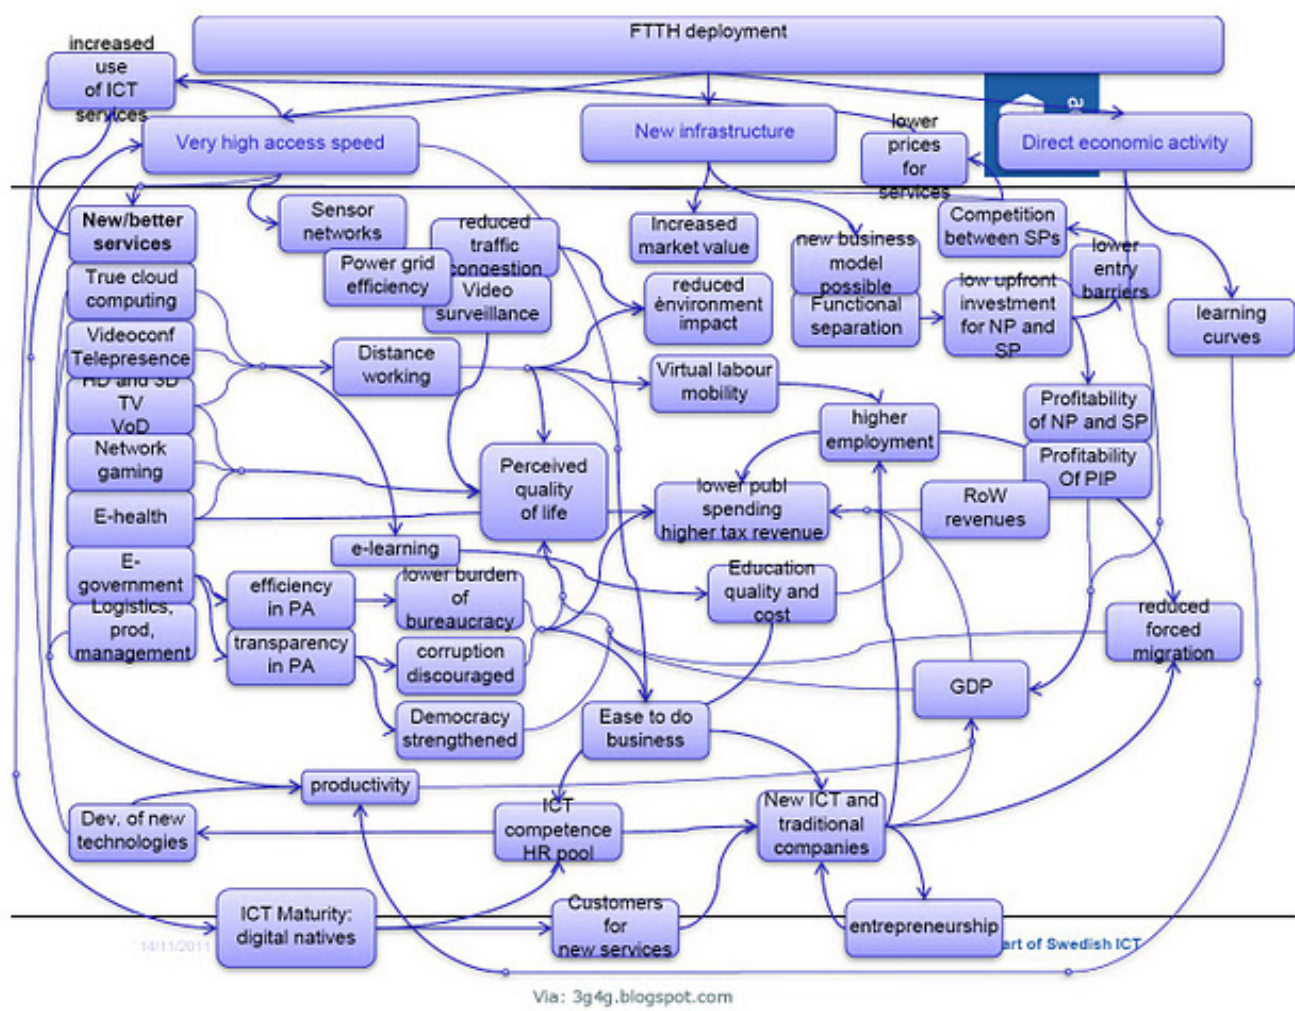 FTTH deployment
increased
use
of ICT
services
Very high access speed
New infrastructure
lower
prices
for
services
Direct economic activity
New/better
services
Sensor
networks
Power grid
efficiency
reduced
traffic
congestion
Video
surveillance
Increased
market value
new business
model
possible
Functional
separation
Competition
between SPs
lower
entry
barriers
low upfront
investment
for NP and
SP
learning
curves
True cloud
computing
Videoconf
Telepresence
HD and 3D
TV
VoD
Network
gaming
E-health
E-
government
Logistics,
prod,
management
Distance
working
reduced
environment
impact
Virtual labour
mobility
higher
employment
Profitability
of NP and SP
Profitability
Of PIP
RoW
revenues
Perceived
quality
of life
lower publ
spending
higher tax revenue
e-learning
Education
quality and
cost
efficiency
in PA
transparency
in PA
lower burden
of
bureaucracy
corruption
discouraged
Democracy
strengthened
reduced
forced
migration
GDP
Ease to do
business
productivity
Dev. of new
technologies
ICT
competence
HR pool
New ICT and
traditional
companies
ICT Maturity:
digital natives
Customers
for
new services
entrepreneurship
14/11/2011
art of Swedish ICT
Via: 3g4g.blogspot.com